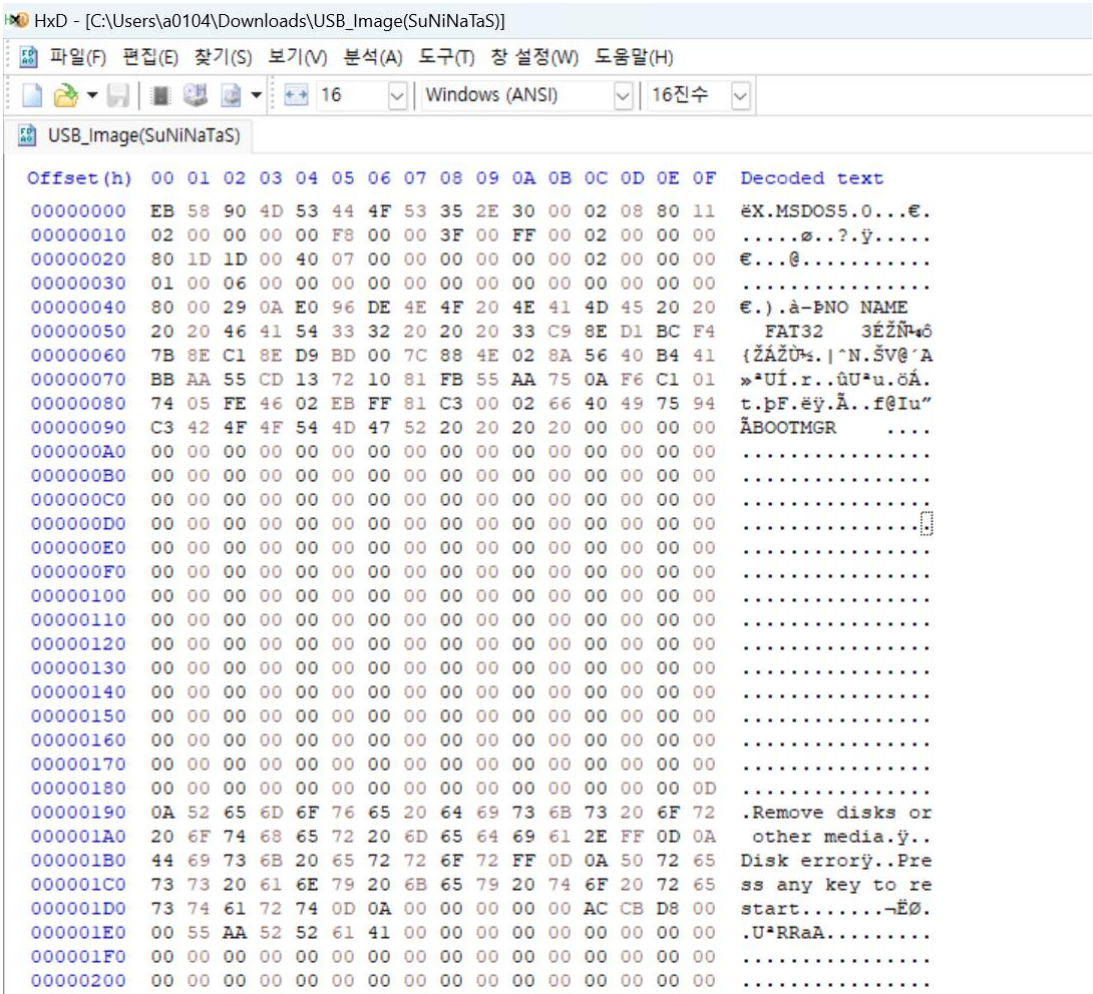 HxD - [C:\Users\a0104\Downloads\USB_Image(SuNiNaTaS)]
파일(F) 편집(E) 찾기(S) 보기(V) 분석(A) 도구(T) 창 설정(W) 도움말(H)
16 Windows (ANSI) 16진수
USB_Image(SuNiNaTaS)
Offset(h) 00 01 02 03 04 05 06 07 08 09 0A 0B 0C 0D 0E 0F Decoded text
00000000 EB 58 90 4D 53 44 4F 53 35 2E 30 00 02 08 80 11 ëX.MSDOS5.0...€.
00000010 02 00 00 00 00 F8 00 00 3F 00 FF 00 02 00 00 00 .....ø..?.ÿ.....
00000020 80 1D 1D 00 40 07 00 00 00 00 00 00 02 00 00 00 €...@...........
00000030 01 00 06 00 00 00 00 00 00 00 00 00 00 00 00 00 ................
00000040 80 00 29 0A E0 96 DE 4E 4F 20 4E 41 4D 45 20 20 €.).à–ÞNO NAME
00000050 20 20 46 41 54 33 32 20 20 20 33 C9 8E D1 BC F4 FAT32   3ÉŽÑ¼ô
00000060 7B 8E C1 8E D9 BD 00 7C 88 4E 02 8A 56 40 B4 41 {ŽÁŽÙ½.|ˆN.ŠV@´A
00000070 BB AA 55 CD 13 72 10 81 FB 55 AA 75 0A F6 C1 01 »ªUÍ.r..ûUªu.öÁ.
00000080 74 05 FE 46 02 EB FF 81 C3 00 02 66 40 49 75 94 t.þF.ëÿ.Ã..f@Iu”
00000090 C3 42 4F 4F 54 4D 47 52 20 20 20 20 00 00 00 00 ÃBOOTMGR    ....
000000A0 00 00 00 00 00 00 00 00 00 00 00 00 00 00 00 00 ................
000000B0 00 00 00 00 00 00 00 00 00 00 00 00 00 00 00 00 ................
000000C0 00 00 00 00 00 00 00 00 00 00 00 00 00 00 00 00 ................
000000D0 00 00 00 00 00 00 00 00 00 00 00 00 00 00 00 00 ................
000000E0 00 00 00 00 00 00 00 00 00 00 00 00 00 00 00 00 ................
000000F0 00 00 00 00 00 00 00 00 00 00 00 00 00 00 00 00 ................
00000100 00 00 00 00 00 00 00 00 00 00 00 00 00 00 00 00 ................
00000110 00 00 00 00 00 00 00 00 00 00 00 00 00 00 00 00 ................
00000120 00 00 00 00 00 00 00 00 00 00 00 00 00 00 00 00 ................
00000130 00 00 00 00 00 00 00 00 00 00 00 00 00 00 00 00 ................
00000140 00 00 00 00 00 00 00 00 00 00 00 00 00 00 00 00 ................
00000150 00 00 00 00 00 00 00 00 00 00 00 00 00 00 00 00 ................
00000160 00 00 00 00 00 00 00 00 00 00 00 00 00 00 00 00 ................
00000170 00 00 00 00 00 00 00 00 00 00 00 00 00 00 00 00 ................
00000180 00 00 00 00 00 00 00 00 00 00 00 00 00 00 00 0D ................
00000190 0A 52 65 6D 6F 76 65 20 64 69 73 6B 73 20 6F 72 .Remove disks or
000001A0 20 6F 74 68 65 72 20 6D 65 64 69 61 2E FF 0D 0A other media.ÿ..
000001B0 44 69 73 6B 20 65 72 72 6F 72 FF 0D 0A 50 72 65 Disk errorÿ..Pre
000001C0 73 73 20 61 6E 79 20 6B 65 79 20 74 6F 20 72 65 ss any key to re
000001D0 73 74 61 72 74 0D 0A 00 00 00 00 00 AC CB D8 00 start.......¬ËØ.
000001E0 00 55 AA 52 52 61 41 00 00 00 00 00 00 00 00 00 .UªRRaA.........
000001F0 00 00 00 00 00 00 00 00 00 00 00 00 00 00 00 00 ................
00000200 00 00 00 00 00 00 00 00 00 00 00 00 00 00 00 00 ................